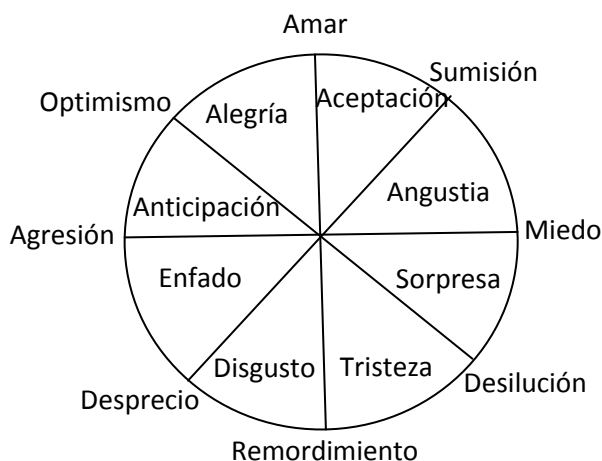 Amar
Sumisión
Optimismo
Alegría
Aceptación
Anticipación
Angustia
Agresión
Miedo
Enfado
Sorpresa
Disgusto
Tristeza
Desprecio
Desilución
Remordimiento